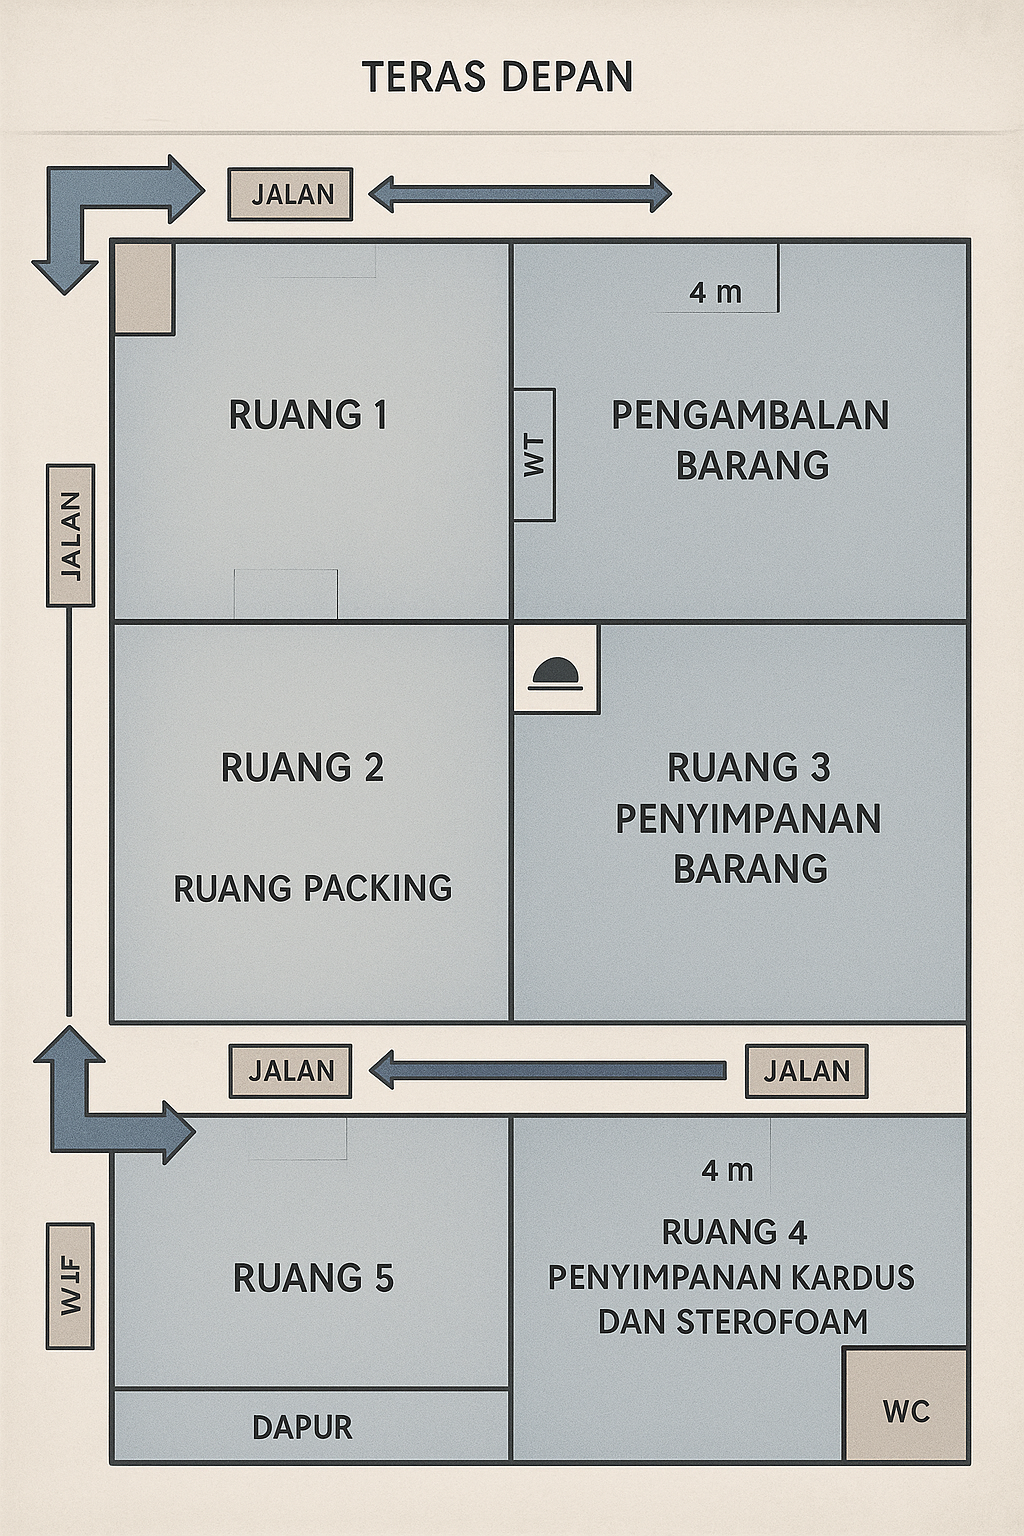 TERAS DEPAN
JALAN
4 m
RUANG 1
PENGAMBALAN
BARANG
WT
JALAN
RUANG 2
RUANG PACKING
RUANG 3
PENYIMPANAN
BARANG
JALAN
JALAN
4 m
RUANG 4
PENYIMPANAN KARDUS
DAN STEROFOAM
RUANG 5
DAPUR
WC